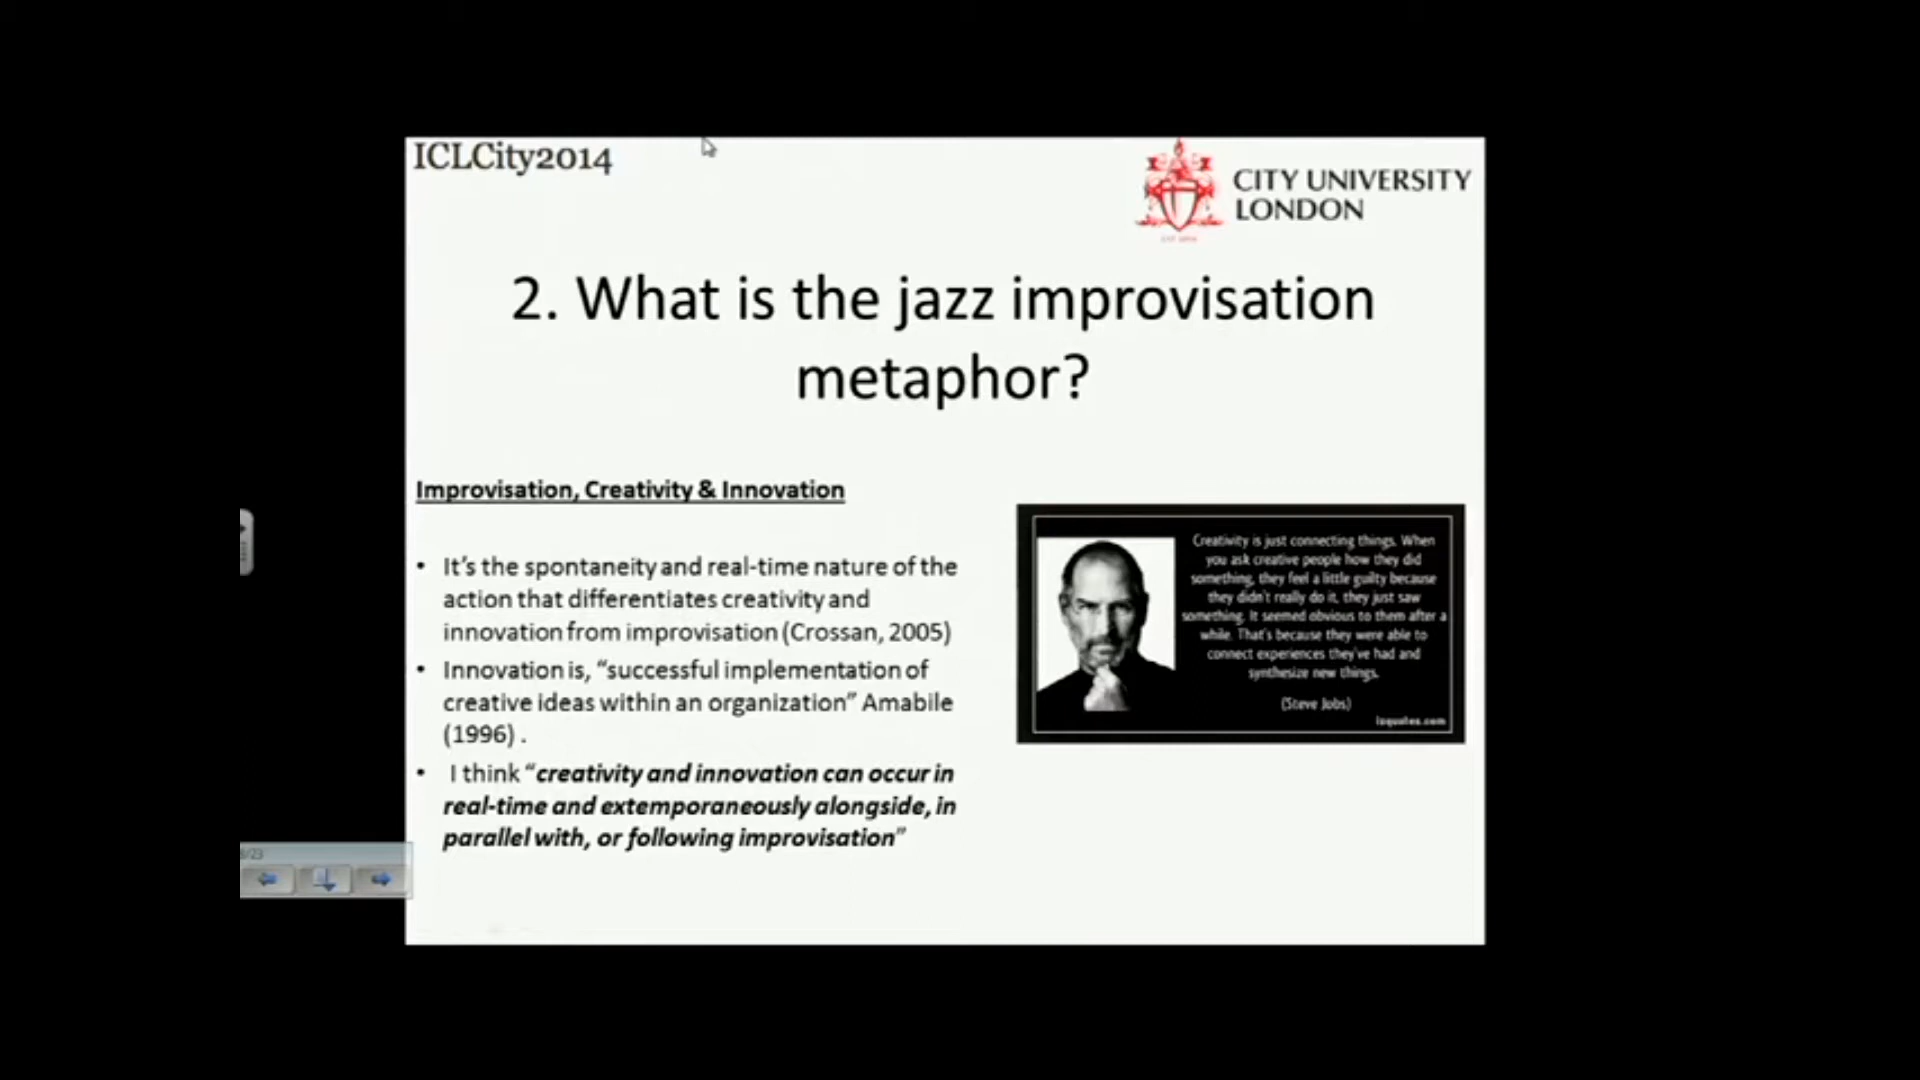 ICLCity2014
CITY UNIVERSITY
LONDON
2. What is the jazz improvisation
metaphor?
Improvisation, Creativity & Innovation
• It's the spontaneity and real-time nature of the
action that differentiates creativity and
innovation from improvisation (Crossan, 2005)
• Innovation is, “successful implementation of
creative ideas within an organization” Amabile
(1996) .
• I think “creativity and innovation can occur in
real-time and extemporaneously alongside, in
parallel with, or following improvisation”
Creativity is just connecting things. When
you ask creative people how they did
something, they feel a little guilty because
they didn't really do it, they just saw
something. It seemed obvious to them after a
while. That's because they were able to
connect experiences they've had and
synthesize new things.
(Steve Jobs)
izquotes.com
/23